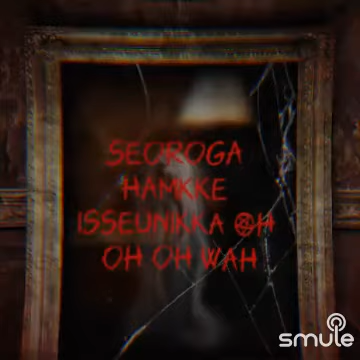 SEOROGA
HAMKKE
ISSEUNIKKA OH
OH OH WAH
smule